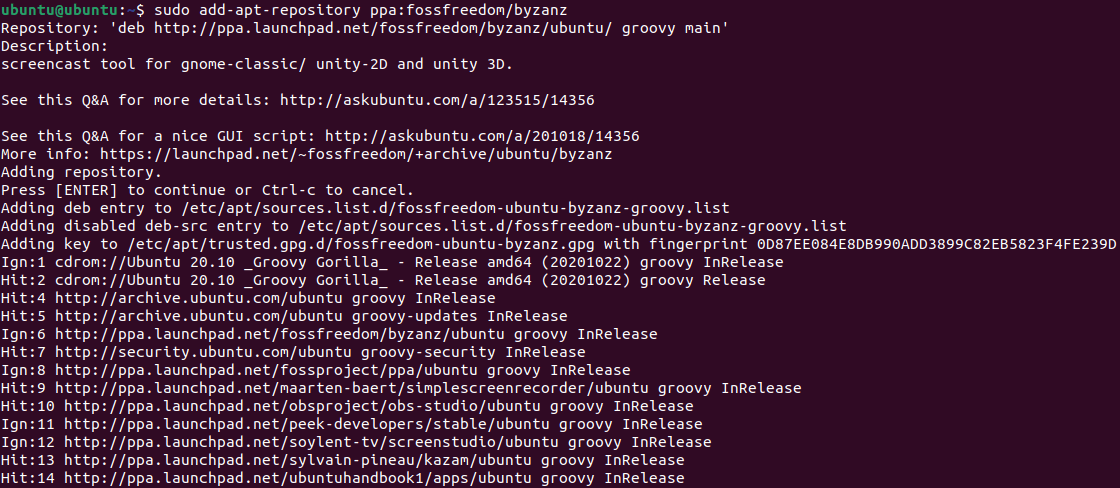 ubuntu@ubuntu:~$ sudo add-apt-repository ppa:fossfreedom/byzanz
Repository: 'deb http://ppa.launchpad.net/fossfreedom/byzanz/ubuntu/ groovy main'
Description:
screencast tool for gnome-classic/ unity-2D and unity 3D.
See this Q&A for more details: http://askubuntu.com/a/123515/14356
See this Q&A for a nice GUI script: http://askubuntu.com/a/201018/14356
More info: https://launchpad.net/~fossfreedom/+archive/ubuntu/byzanz
Adding repository.
Press [ENTER] to continue or Ctrl-c to cancel.
Adding deb entry to /etc/apt/sources.list.d/fossfreedom-ubuntu-byzanz-groovy.list
Adding disabled deb-src entry to /etc/apt/sources.list.d/fossfreedom-ubuntu-byzanz-groovy.list
Adding key to /etc/apt/trusted.gpg.d/fossfreedom-ubuntu-byzanz.gpg with fingerprint 0D87EE084E8DB990ADD3899C82EB5823F4FE239D
Ign:1 cdrom://Ubuntu 20.10 _Groovy Gorilla_ - Release amd64 (20201022) groovy InRelease
Hit:2 cdrom://Ubuntu 20.10 _Groovy Gorilla_ - Release amd64 (20201022) groovy Release
Hit:4 http://archive.ubuntu.com/ubuntu groovy InRelease
Hit:5 http://archive.ubuntu.com/ubuntu groovy-updates InRelease
Ign:6 http://ppa.launchpad.net/fossfreedom/byzanz/ubuntu groovy InRelease
Hit:7 http://security.ubuntu.com/ubuntu groovy-security InRelease
Ign:8 http://ppa.launchpad.net/fossproject/ppa/ubuntu groovy InRelease
Hit:9 http://ppa.launchpad.net/maarten-baert/simplescreenrecorder/ubuntu groovy InRelease
Hit:10 http://ppa.launchpad.net/obsproject/obs-studio/ubuntu groovy InRelease
Ign:11 http://ppa.launchpad.net/peek-developers/stable/ubuntu groovy InRelease
Ign:12 http://ppa.launchpad.net/soylent-tv/screenstudio/ubuntu groovy InRelease
Hit:13 http://ppa.launchpad.net/sylvain-pineau/kazam/ubuntu groovy InRelease
Hit:14 http://ppa.launchpad.net/ubuntuhandbook1/apps/ubuntu groovy InRelease